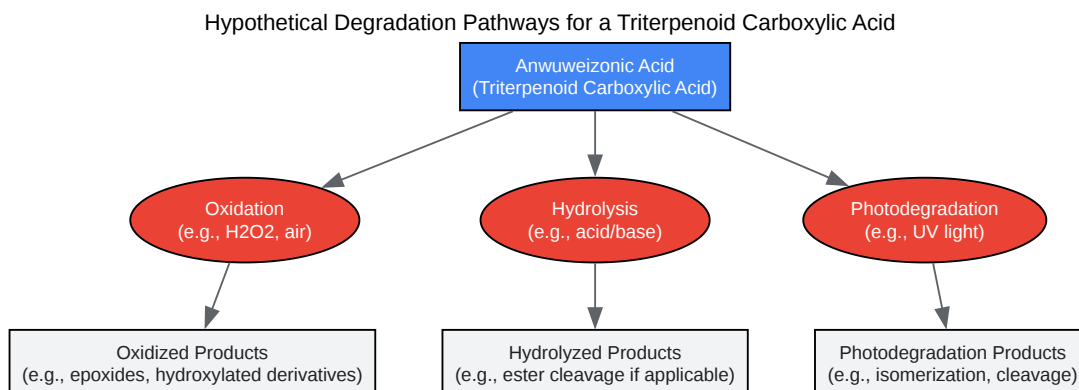 Hypothetical Degradation Pathways for a Triterpenoid Carboxylic Acid
Anwuweizonic Acid
(Triterpenoid Carboxylic Acid)
Oxidation
(e.g., H2O2, air)
Hydrolysis
(e.g., acid/base)
Photodegradation
(e.g., UV light)
Oxidized Products
(e.g., epoxides, hydroxylated derivatives)
Hydrolyzed Products
(e.g., ester cleavage if applicable)
Photodegradation Products
(e.g., isomerization, cleavage)